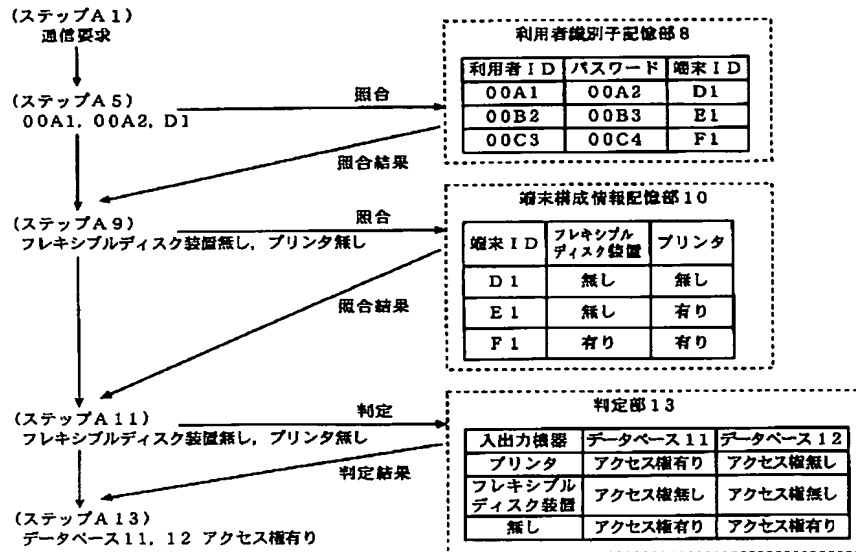 (ステップA1)
通信要求
(ステップA5)
00A1, 00A2, D1
照合
照合結果
利用者識別子記憶部8
利用者ID パスワード 端末ID
00A1 00A2 D1
00B2 00B3 E1
00C3 00C4 F1
(ステップA9)
フレキシブルディスク装置無し, プリンタ無し
照合
照合結果
端末構成情報記憶部10
端末ID フレキシブルディスク装置 プリンタ
D1 無し 無し
E1 無し 有り
F1 有り 有り
(ステップA11)
フレキシブルディスク装置無し, プリンタ無し
判定
判定結果
判定部13
入出力機器 データベース11 データベース12
プリンタ アクセス権有り アクセス権無し
フレキシブルディスク装置 アクセス権無し アクセス権無し
無し アクセス権有り アクセス権有り
(ステップA13)
データベース11, 12 アクセス権有り